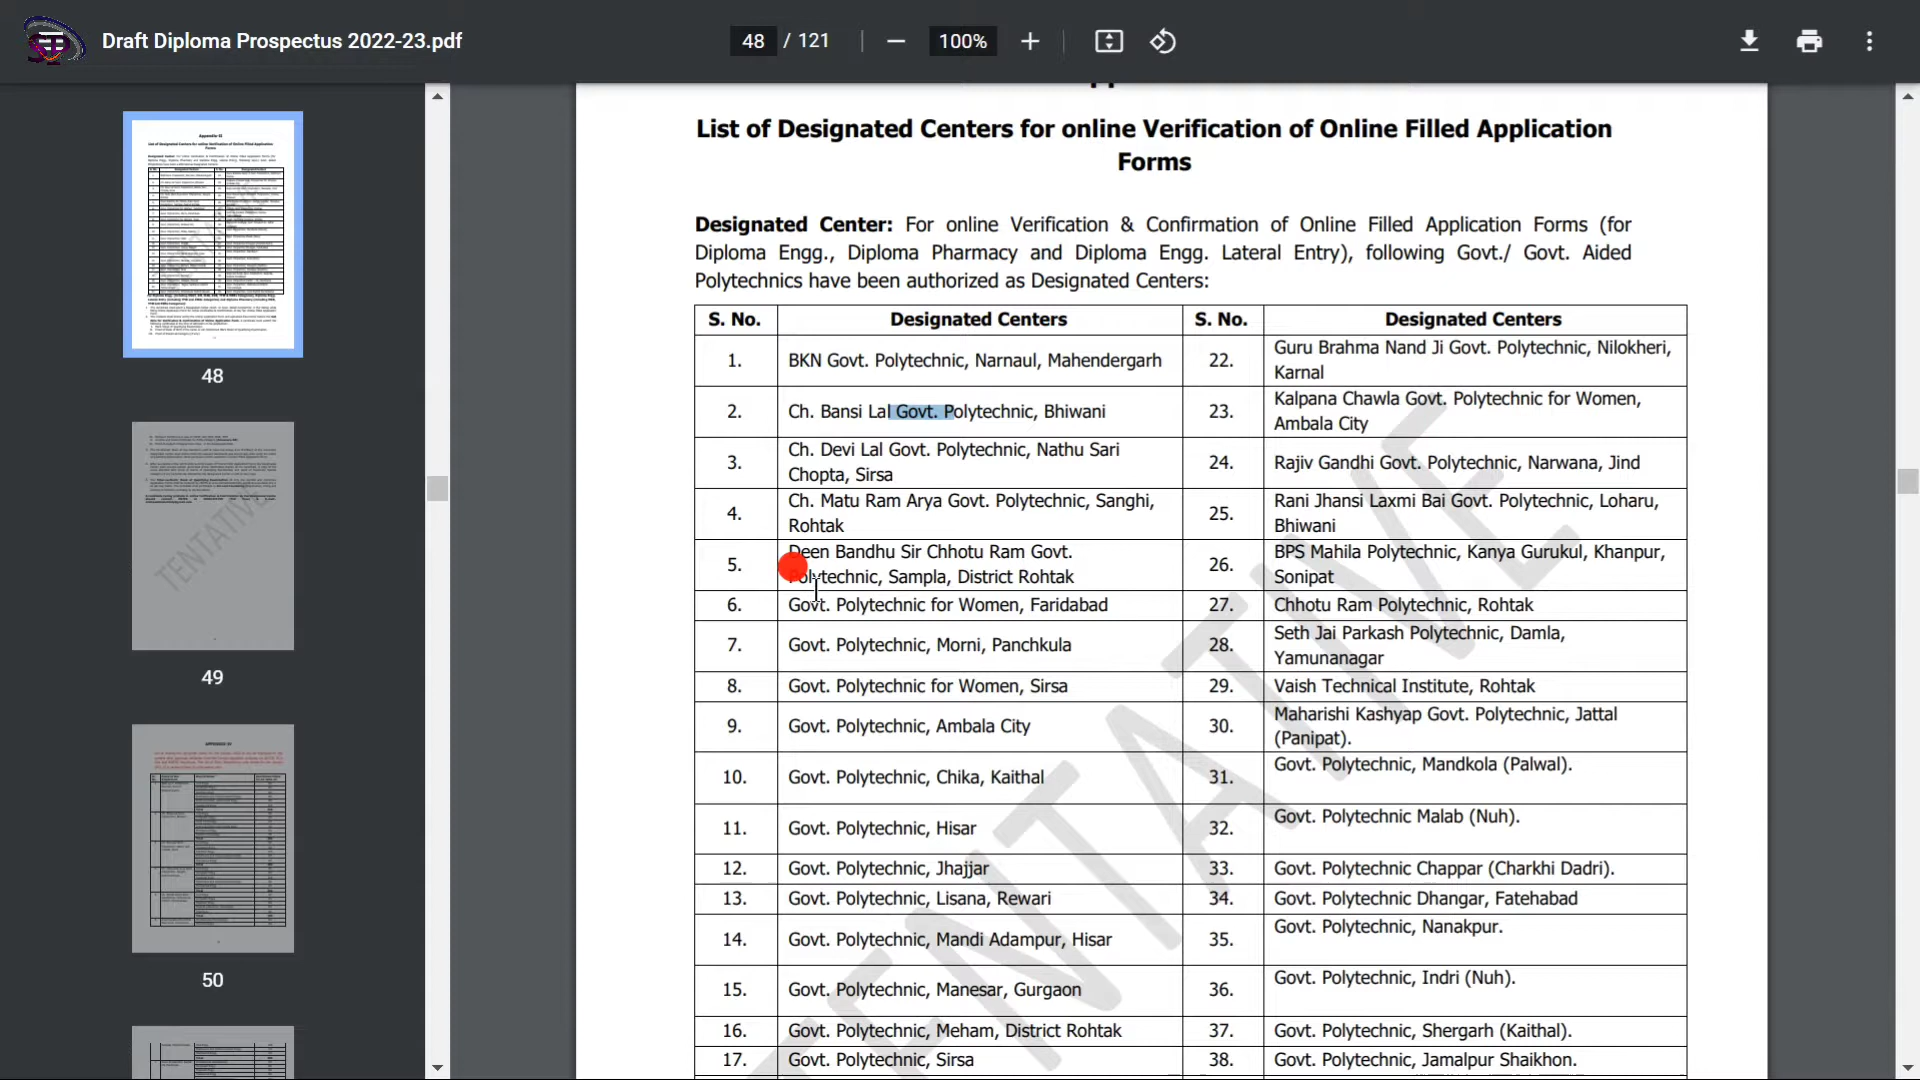 Draft Diploma Prospectus 2022-23.pdf
48 / 121
100%
List of Designated Centers for online Verification of Online Filled Application
Forms
Designated Center: For online Verification & Confirmation of Online Filled Application Forms (for
Diploma Engg., Diploma Pharmacy and Diploma Engg. Lateral Entry), following Govt./ Govt. Aided
Polytechnics have been authorized as Designated Centers:
S. No. Designated Centers S. No. Designated Centers
1. BKN Govt. Polytechnic, Narnaul, Mahendergarh
22. Guru Brahma Nand Ji Govt. Polytechnic, Nilokheri,
Karnal
2. Ch. Bansi Lal Govt. Polytechnic, Bhiwani
23. Kalpana Chawla Govt. Polytechnic for Women,
Ambala City
3. Ch. Devi Lal Govt. Polytechnic, Nathu Sari
Chopta, Sirsa
24. Rajiv Gandhi Govt. Polytechnic, Narwana, Jind
4. Ch. Matu Ram Arya Govt. Polytechnic, Sanghi,
Rohtak
25. Rani Jhansi Laxmi Bai Govt. Polytechnic, Loharu,
Bhiwani
5. Deen Bandhu Sir Chhotu Ram Govt.
Polytechnic, Sampla, District Rohtak
26. BPS Mahila Polytechnic, Kanya Gurukul, Khanpur,
Sonipat
6. Govt. Polytechnic for Women, Faridabad
27. Chhotu Ram Polytechnic, Rohtak
7. Govt. Polytechnic, Morni, Panchkula
28. Seth Jai Parkash Polytechnic, Damla,
Yamunanagar
8. Govt. Polytechnic for Women, Sirsa
29. Vaish Technical Institute, Rohtak
9. Govt. Polytechnic, Ambala City
30. Maharishi Kashyap Govt. Polytechnic, Jattal
(Panipat).
10. Govt. Polytechnic, Chika, Kaithal
31. Govt. Polytechnic, Mandkola (Palwal).
11. Govt. Polytechnic, Hisar
32. Govt. Polytechnic Malab (Nuh).
12. Govt. Polytechnic, Jhajjar
33. Govt. Polytechnic Chappar (Charkhi Dadri).
13. Govt. Polytechnic, Lisana, Rewari
34. Govt. Polytechnic Dhangar, Fatehabad
14. Govt. Polytechnic, Mandi Adampur, Hisar
35. Govt. Polytechnic, Nanakpur.
15. Govt. Polytechnic, Manesar, Gurgaon
36. Govt. Polytechnic, Indri (Nuh).
16. Govt. Polytechnic, Meham, District Rohtak
37. Govt. Polytechnic, Shergarh (Kaithal).
17. Govt. Polytechnic, Sirsa
38. Govt. Polytechnic, Jamalpur Shaikhon.
TENTATIVE
48
TENTATIVE
49
50